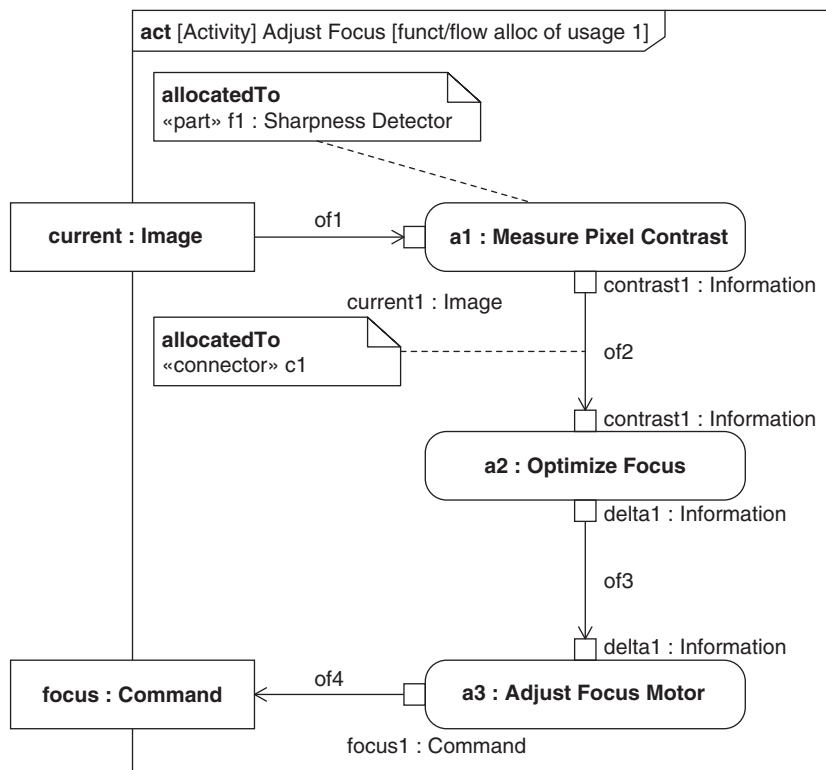 act [Activity] Adjust Focus [funct/flow alloc of usage 1]
allocatedTo
«part» f1 : Sharpness Detector
current : Image
of1
a1 : Measure Pixel Contrast
contrast1 : Information
current1 : Image
allocatedTo
«connector» c1
of2
contrast1 : Information
a2 : Optimize Focus
delta1 : Information
of3
delta1 : Information
focus : Command
of4
a3 : Adjust Focus Motor
focus1 : Command